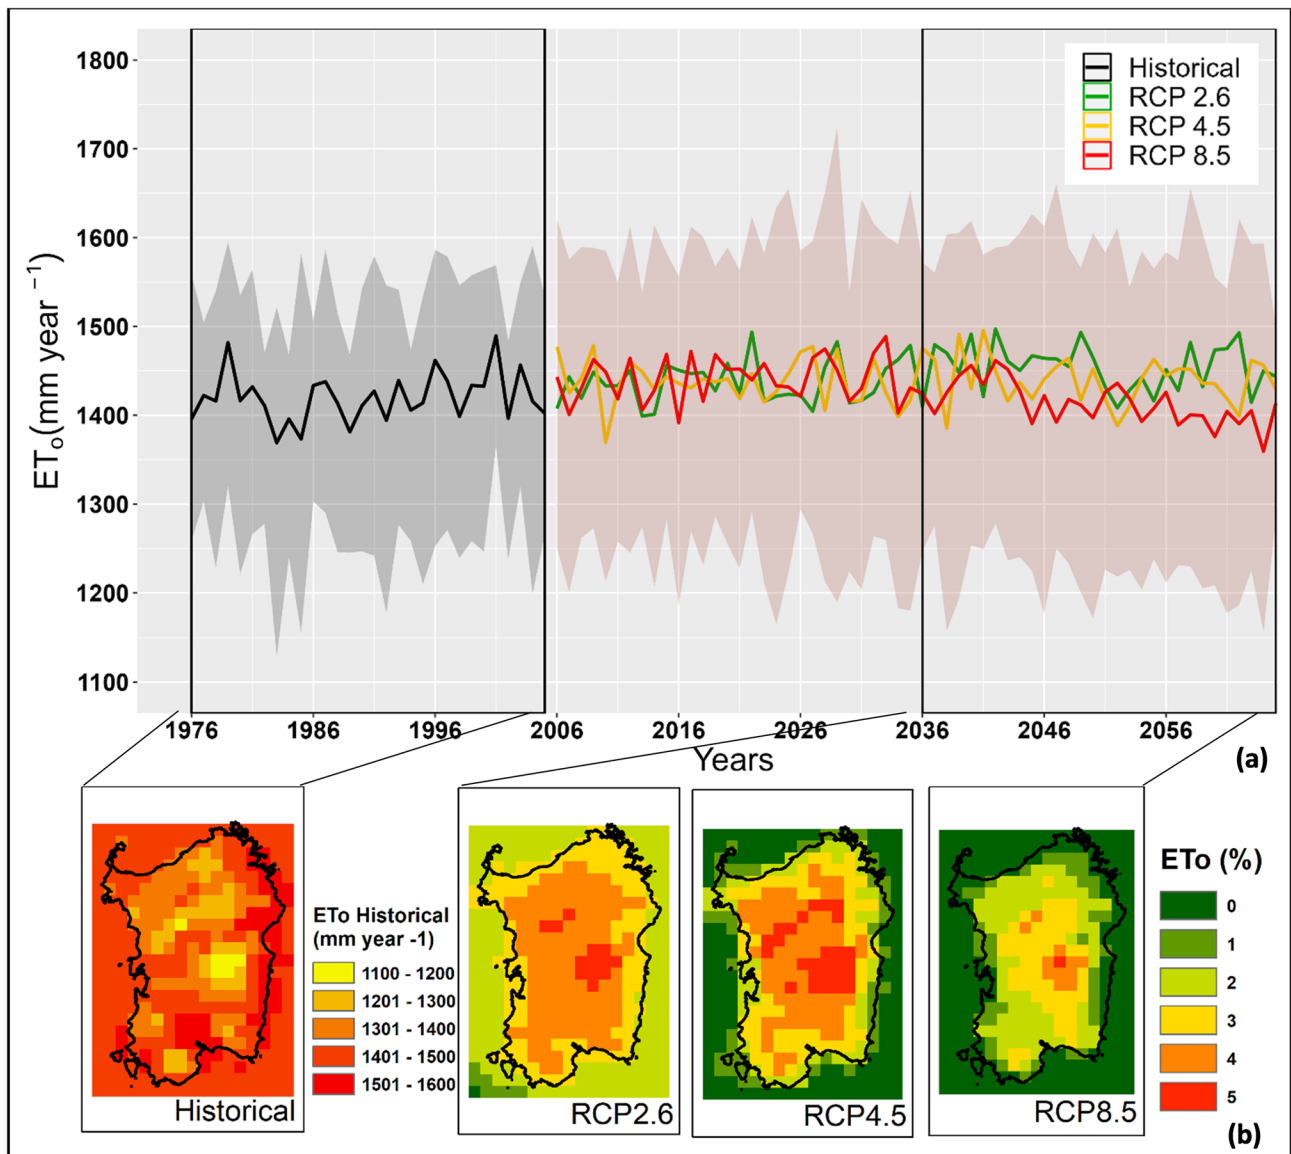 1800
1700
1600
1500
1400
1300
1200
1100
ETo(mm year −1)
Historical
RCP 2.6
RCP 4.5
RCP 8.5
1976 1986 1996 2006 2016 2026 2036 2046 2056
Years
(a)
Historical
ETo Historical
(mm year -1)
1100 - 1200
1201 - 1300
1301 - 1400
1401 - 1500
1501 - 1600
RCP2.6
RCP4.5
RCP8.5
ETo (%)
0
1
2
3
4
5
(b)